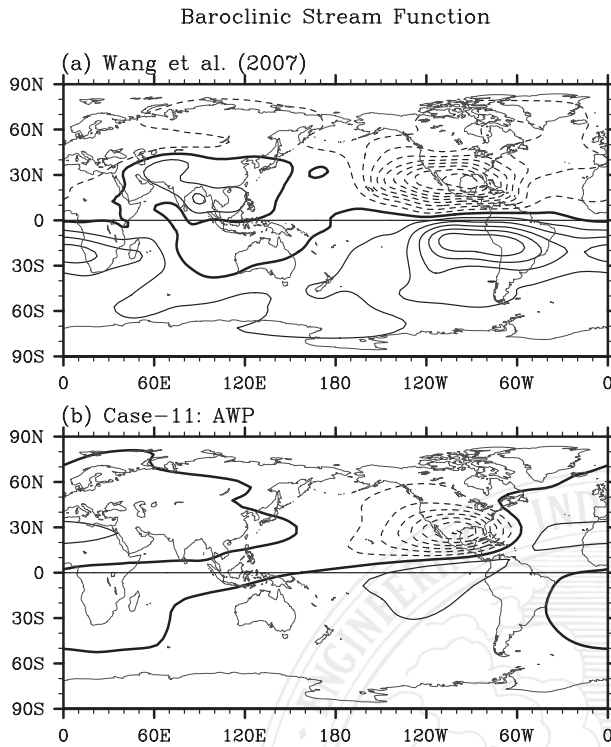 Baroclinic Stream Function
(a) Wang et al. (2007)
90N
60N
30N
0
30S
60S
90S
0 60E 120E 180 120W 60W 0
(b) Case-11: AWP
90N
60N
30N
0
30S
60S
90S
0 60E 120E 180 120W 60W 0